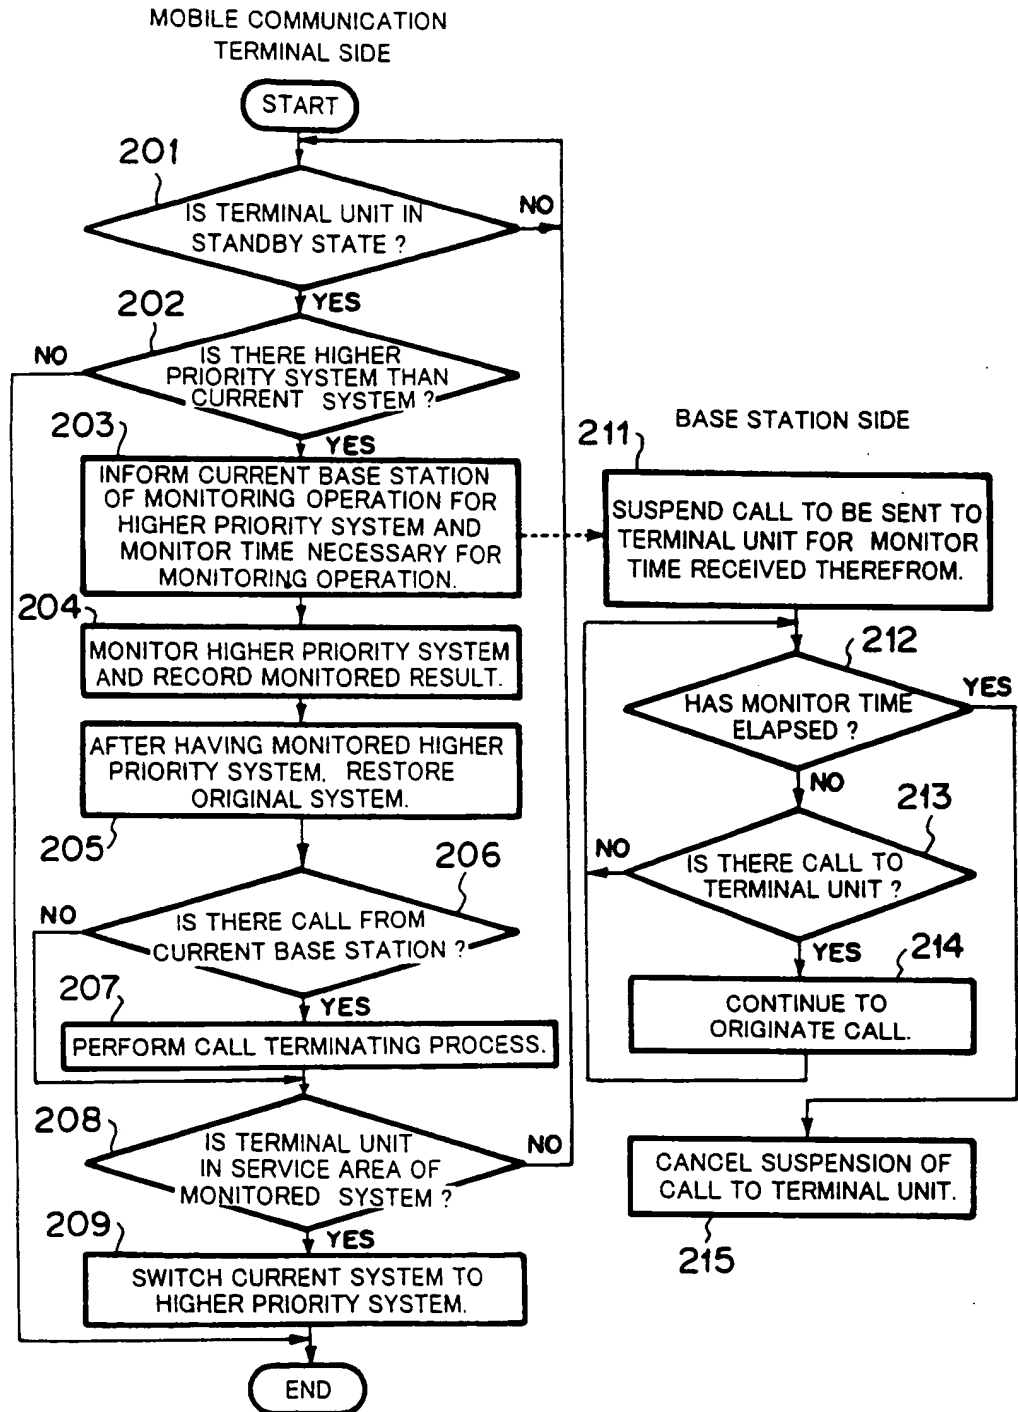 MOBILE COMMUNICATION
TERMINAL SIDE
START
201
IS TERMINAL UNIT IN
STANDBY STATE ?
NO
YES
202
IS THERE HIGHER
PRIORITY SYSTEM THAN
CURRENT SYSTEM ?
NO
YES
203
INFORM CURRENT BASE STATION
OF MONITORING OPERATION FOR
HIGHER PRIORITY SYSTEM AND
MONITOR TIME NECESSARY FOR
MONITORING OPERATION.
204
MONITOR HIGHER PRIORITY SYSTEM
AND RECORD MONITORED RESULT.
AFTER HAVING MONITORED HIGHER
PRIORITY SYSTEM. RESTORE
ORIGINAL SYSTEM.
205
206
IS THERE CALL FROM
CURRENT BASE STATION ?
NO
YES
207
PERFORM CALL TERMINATING PROCESS.
208
IS TERMINAL UNIT
IN SERVICE AREA OF
MONITORED SYSTEM ?
NO
YES
209
SWITCH CURRENT SYSTEM TO
HIGHER PRIORITY SYSTEM.
END
BASE STATION SIDE
211
SUSPEND CALL TO BE SENT TO
TERMINAL UNIT FOR MONITOR
TIME RECEIVED THEREFROM.
212
HAS MONITOR TIME
ELAPSED ?
YES
NO
213
IS THERE CALL TO
TERMINAL UNIT ?
NO
YES
214
CONTINUE TO
ORIGINATE CALL.
CANCEL SUSPENSION OF
CALL TO TERMINAL UNIT.
215